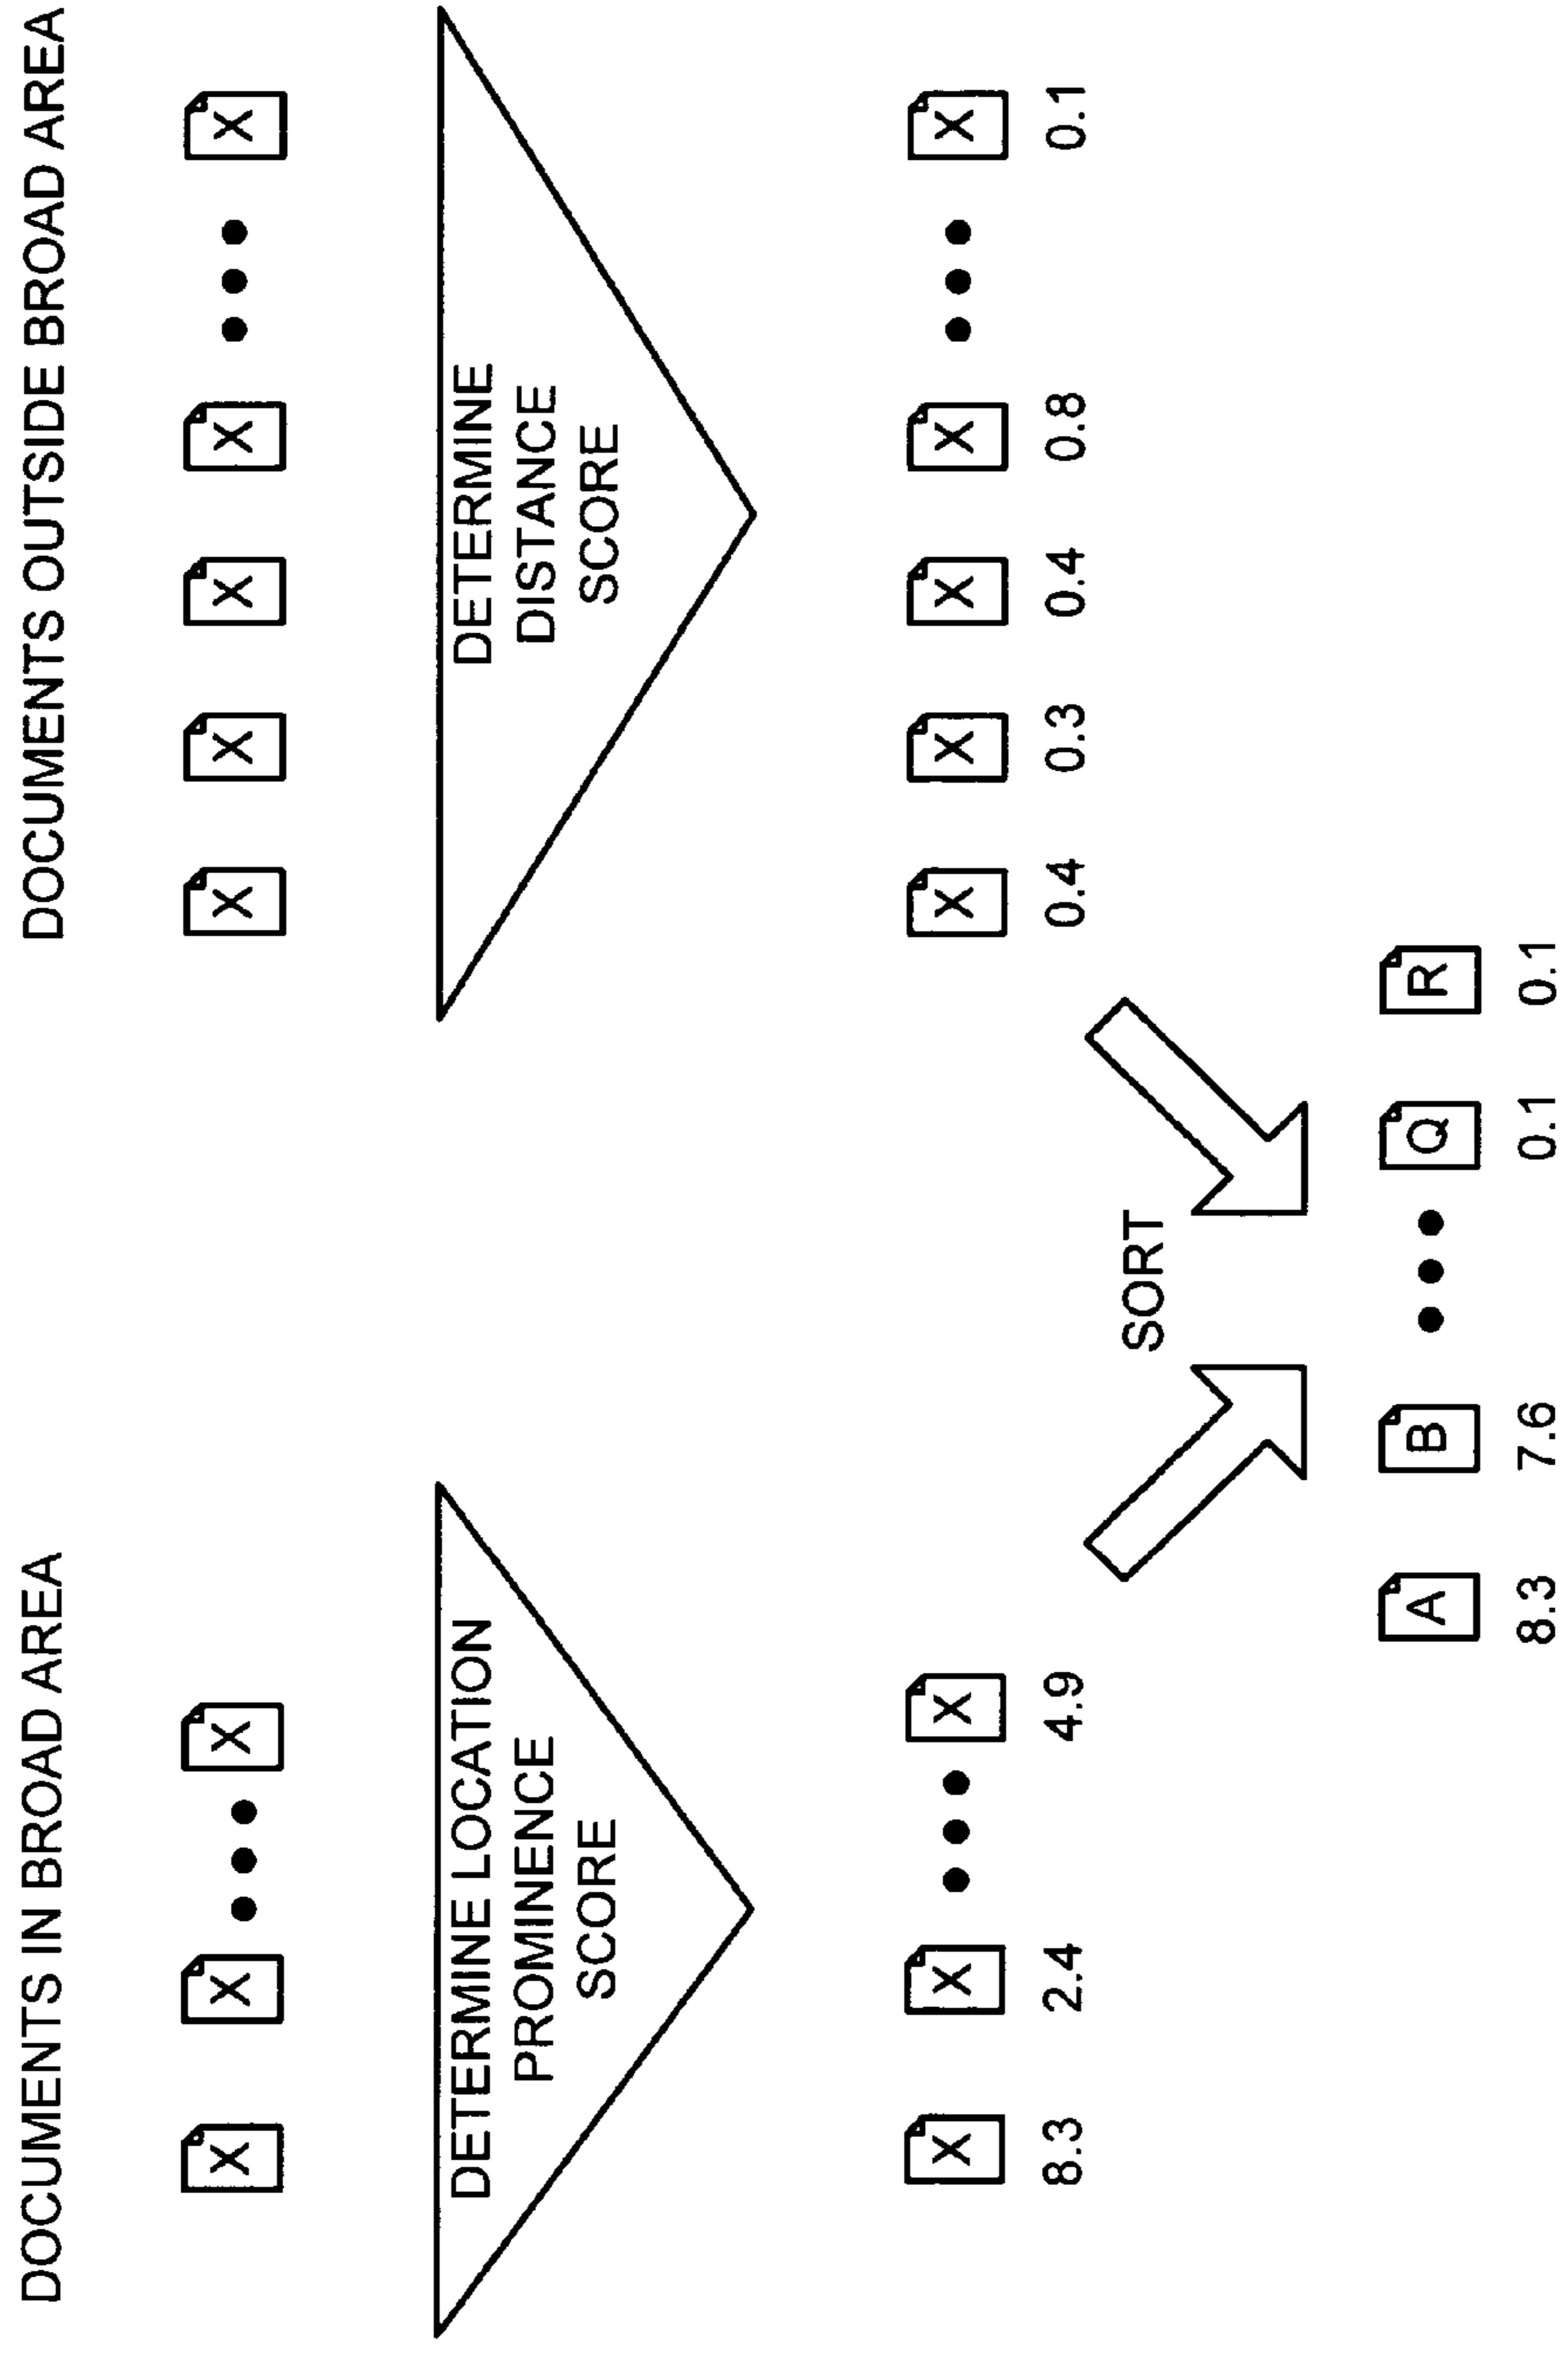 DOCUMENTS IN BROAD AREA
DOCUMENTS OUTSIDE BROAD AREA
X X X
X X X X X
DETERMINE LOCATION
PROMINENCE
SCORE
DETERMINE
DISTANCE
SCORE
X X X
8.3 2.4 4.9
X X X X X
0.4 0.3 0.4 0.8 0.1
SORT
A B Q R
8.3 7.6 0.1 0.1